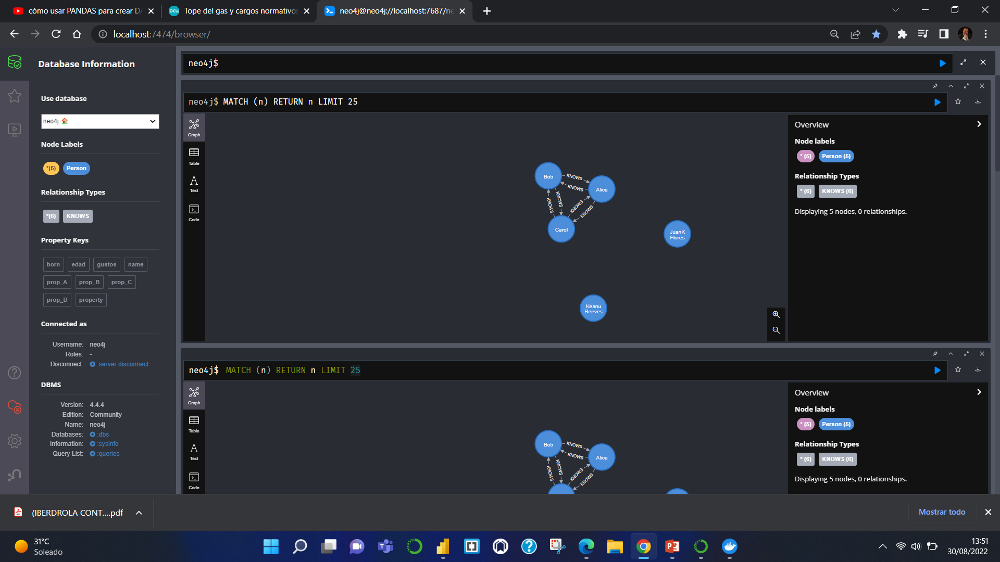 cómo usar PANDAS para crear DA
Tope del gas y cargos normativos
neo4j@neo4j://localhost:7687/ne
localhost:7474/browser/
Database Information
Use database
neo4j
Node Labels
*(5) Person
Relationship Types
*(6) KNOWS
Property Keys
born edad gustos name
prop_A prop_B prop_C
prop_D property
Connected as
Username: neo4j
Roles: -
Disconnect: :server disconnect
DBMS
Version: 4.4.4
Edition: Community
Name: neo4j
Databases: :dbs
Information: :sysinfo
Query List: :queries
neo4j$
neo4j$ MATCH (n) RETURN n LIMIT 25
Graph
Table
Text
Code
Bob
Alice
Carol
KNOWS
KNOWS
KNOWS
KNOWS
KNOWS
KNOWS
JuanK
Flores
Keanu
Reeves
Overview
Node labels
* (5) Person (5)
Relationship Types
* (6) KNOWS (6)
Displaying 5 nodes, 0 relationships.
neo4j$ MATCH (n) RETURN n LIMIT 25
Graph
Table
Text
Code
Bob
Alice
KNOWS
KNOWS
KNOWS
KNOWS
KNOWS
KNOWS
Overview
Node labels
* (5) Person (5)
Relationship Types
* (6) KNOWS (6)
Displaying 5 nodes, 0 relationships.
(IBERDROLA CONT....pdf
Mostrar todo
31°C
Soleado
13:51
30/08/2022